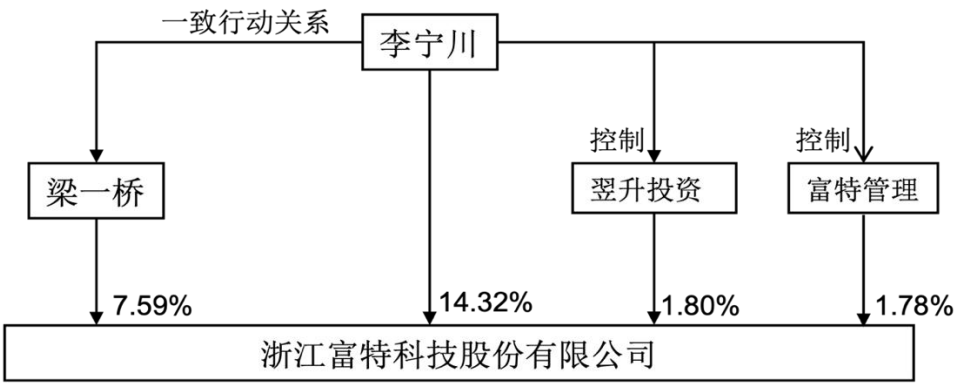 一致行动关系
李宁川
控制
控制
梁一桥
翌升投资
富特管理
7.59%
14.32%
1.80%
1.78%
浙江富特科技股份有限公司